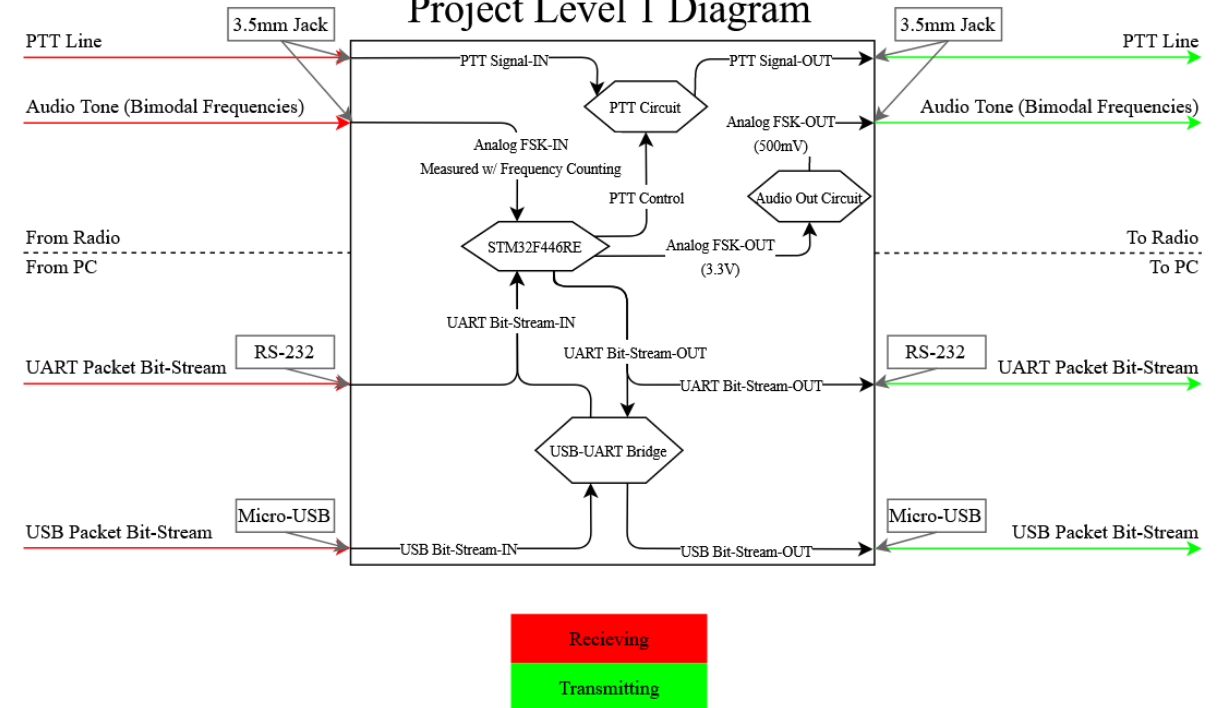 Project Level 1 Diagram
3.5mm Jack
3.5mm Jack
PTT Line
PTT Line
PTT Signal-IN
PTT Signal-OUT
PTT Circuit
Audio Tone (Bimodal Frequencies)
Audio Tone (Bimodal Frequencies)
Analog FSK-OUT
(500mV)
Analog FSK-IN
Measured w/ Frequency Counting
PTT Control
Audio Out Circuit
From Radio
To Radio
STM32F446RE
Analog FSK-OUT
(3.3V)
From PC
To PC
UART Bit-Stream-IN
RS-232
RS-232
UART Bit-Stream-OUT
UART Packet Bit-Stream
UART Packet Bit-Stream
UART Bit-Stream-OUT
USB-UART Bridge
Micro-USB
Micro-USB
USB Packet Bit-Stream
USB Packet Bit-Stream
USB Bit-Stream-IN
USB Bit-Stream-OUT
Recieving
Transmitting